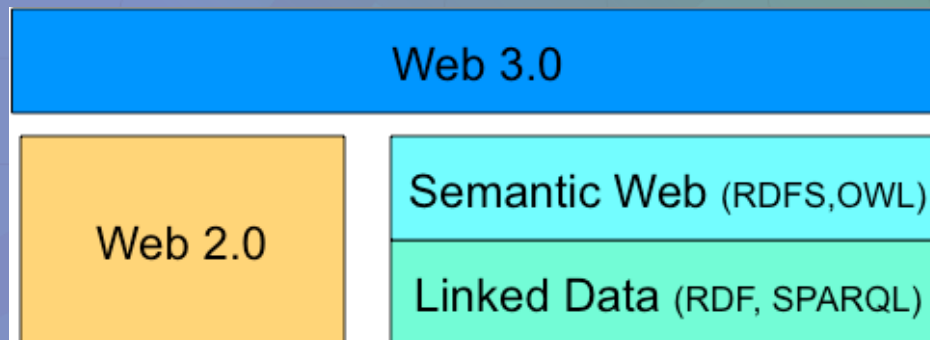 Web 3.0
Web 2.0
Semantic Web (RDFS,OWL)
Linked Data (RDF, SPARQL)